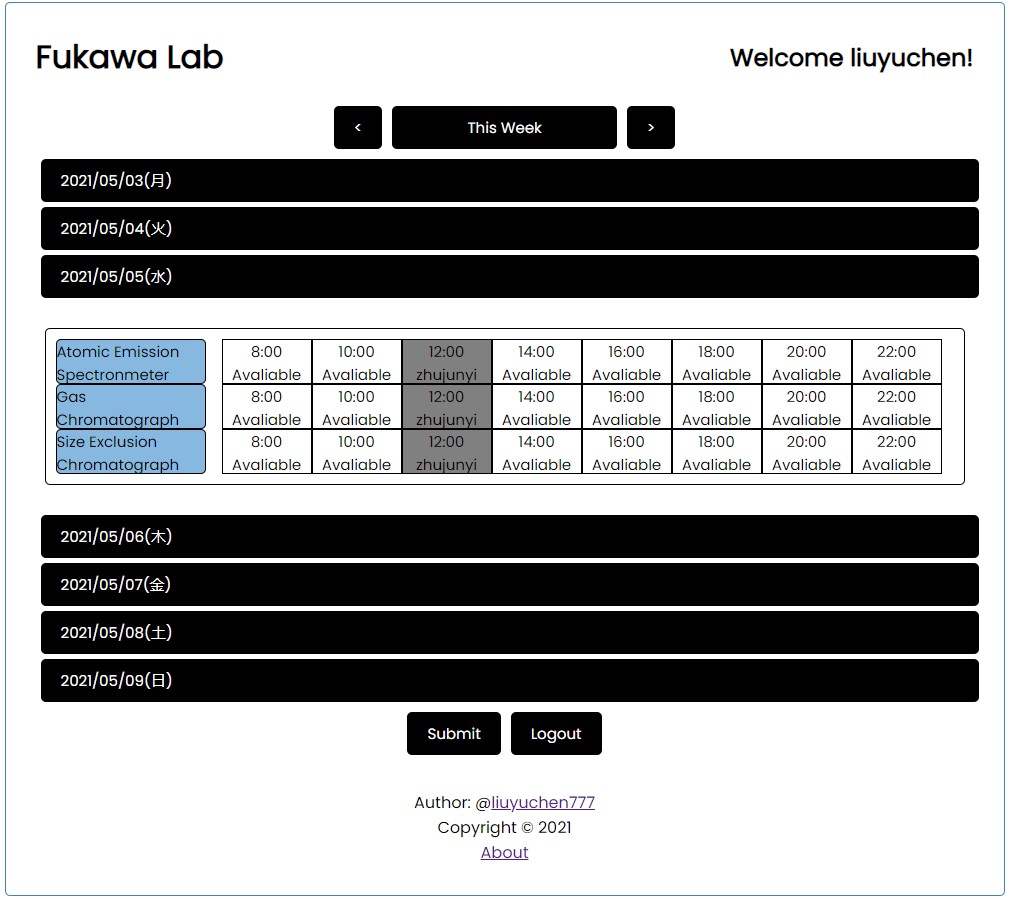 Fukawa Lab
Welcome liuyuchen!
< This Week >
2021/05/03(月)
2021/05/04(火)
2021/05/05(水)
Atomic Emission 8:00 10:00 12:00 14:00 16:00 18:00 20:00 22:00
Spectronmeter Avaliable Avaliable zhujunyi Avaliable Avaliable Avaliable Avaliable Avaliable
Gas 8:00 10:00 12:00 14:00 16:00 18:00 20:00 22:00
Chromatograph Avaliable Avaliable zhujunyi Avaliable Avaliable Avaliable Avaliable Avaliable
Size Exclusion 8:00 10:00 12:00 14:00 16:00 18:00 20:00 22:00
Chromatograph Avaliable Avaliable zhujunyi Avaliable Avaliable Avaliable Avaliable Avaliable
2021/05/06(木)
2021/05/07(金)
2021/05/08(土)
2021/05/09(日)
Submit Logout
Author: @liuyuchen777
Copyright © 2021
About